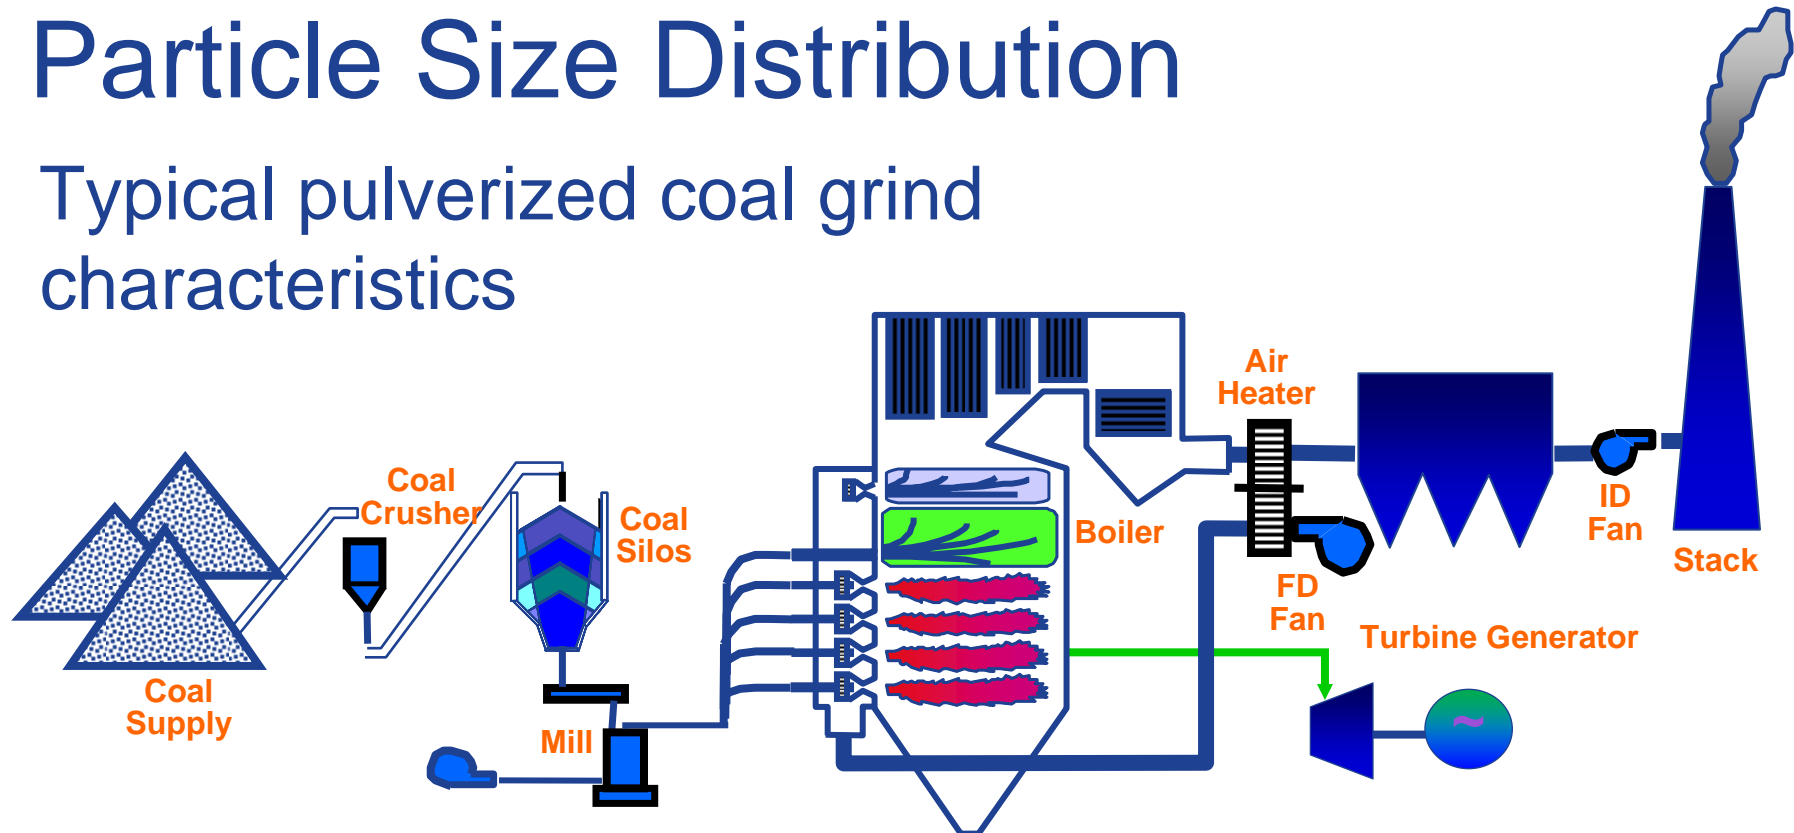 Particle Size Distribution
Typical pulverized coal grind
characteristics
Air
Heater
Coal
Crusher
Coal
Silos
Boiler
ID
Fan
Stack
FD
Fan
Turbine Generator
Coal
Supply
Mill
~